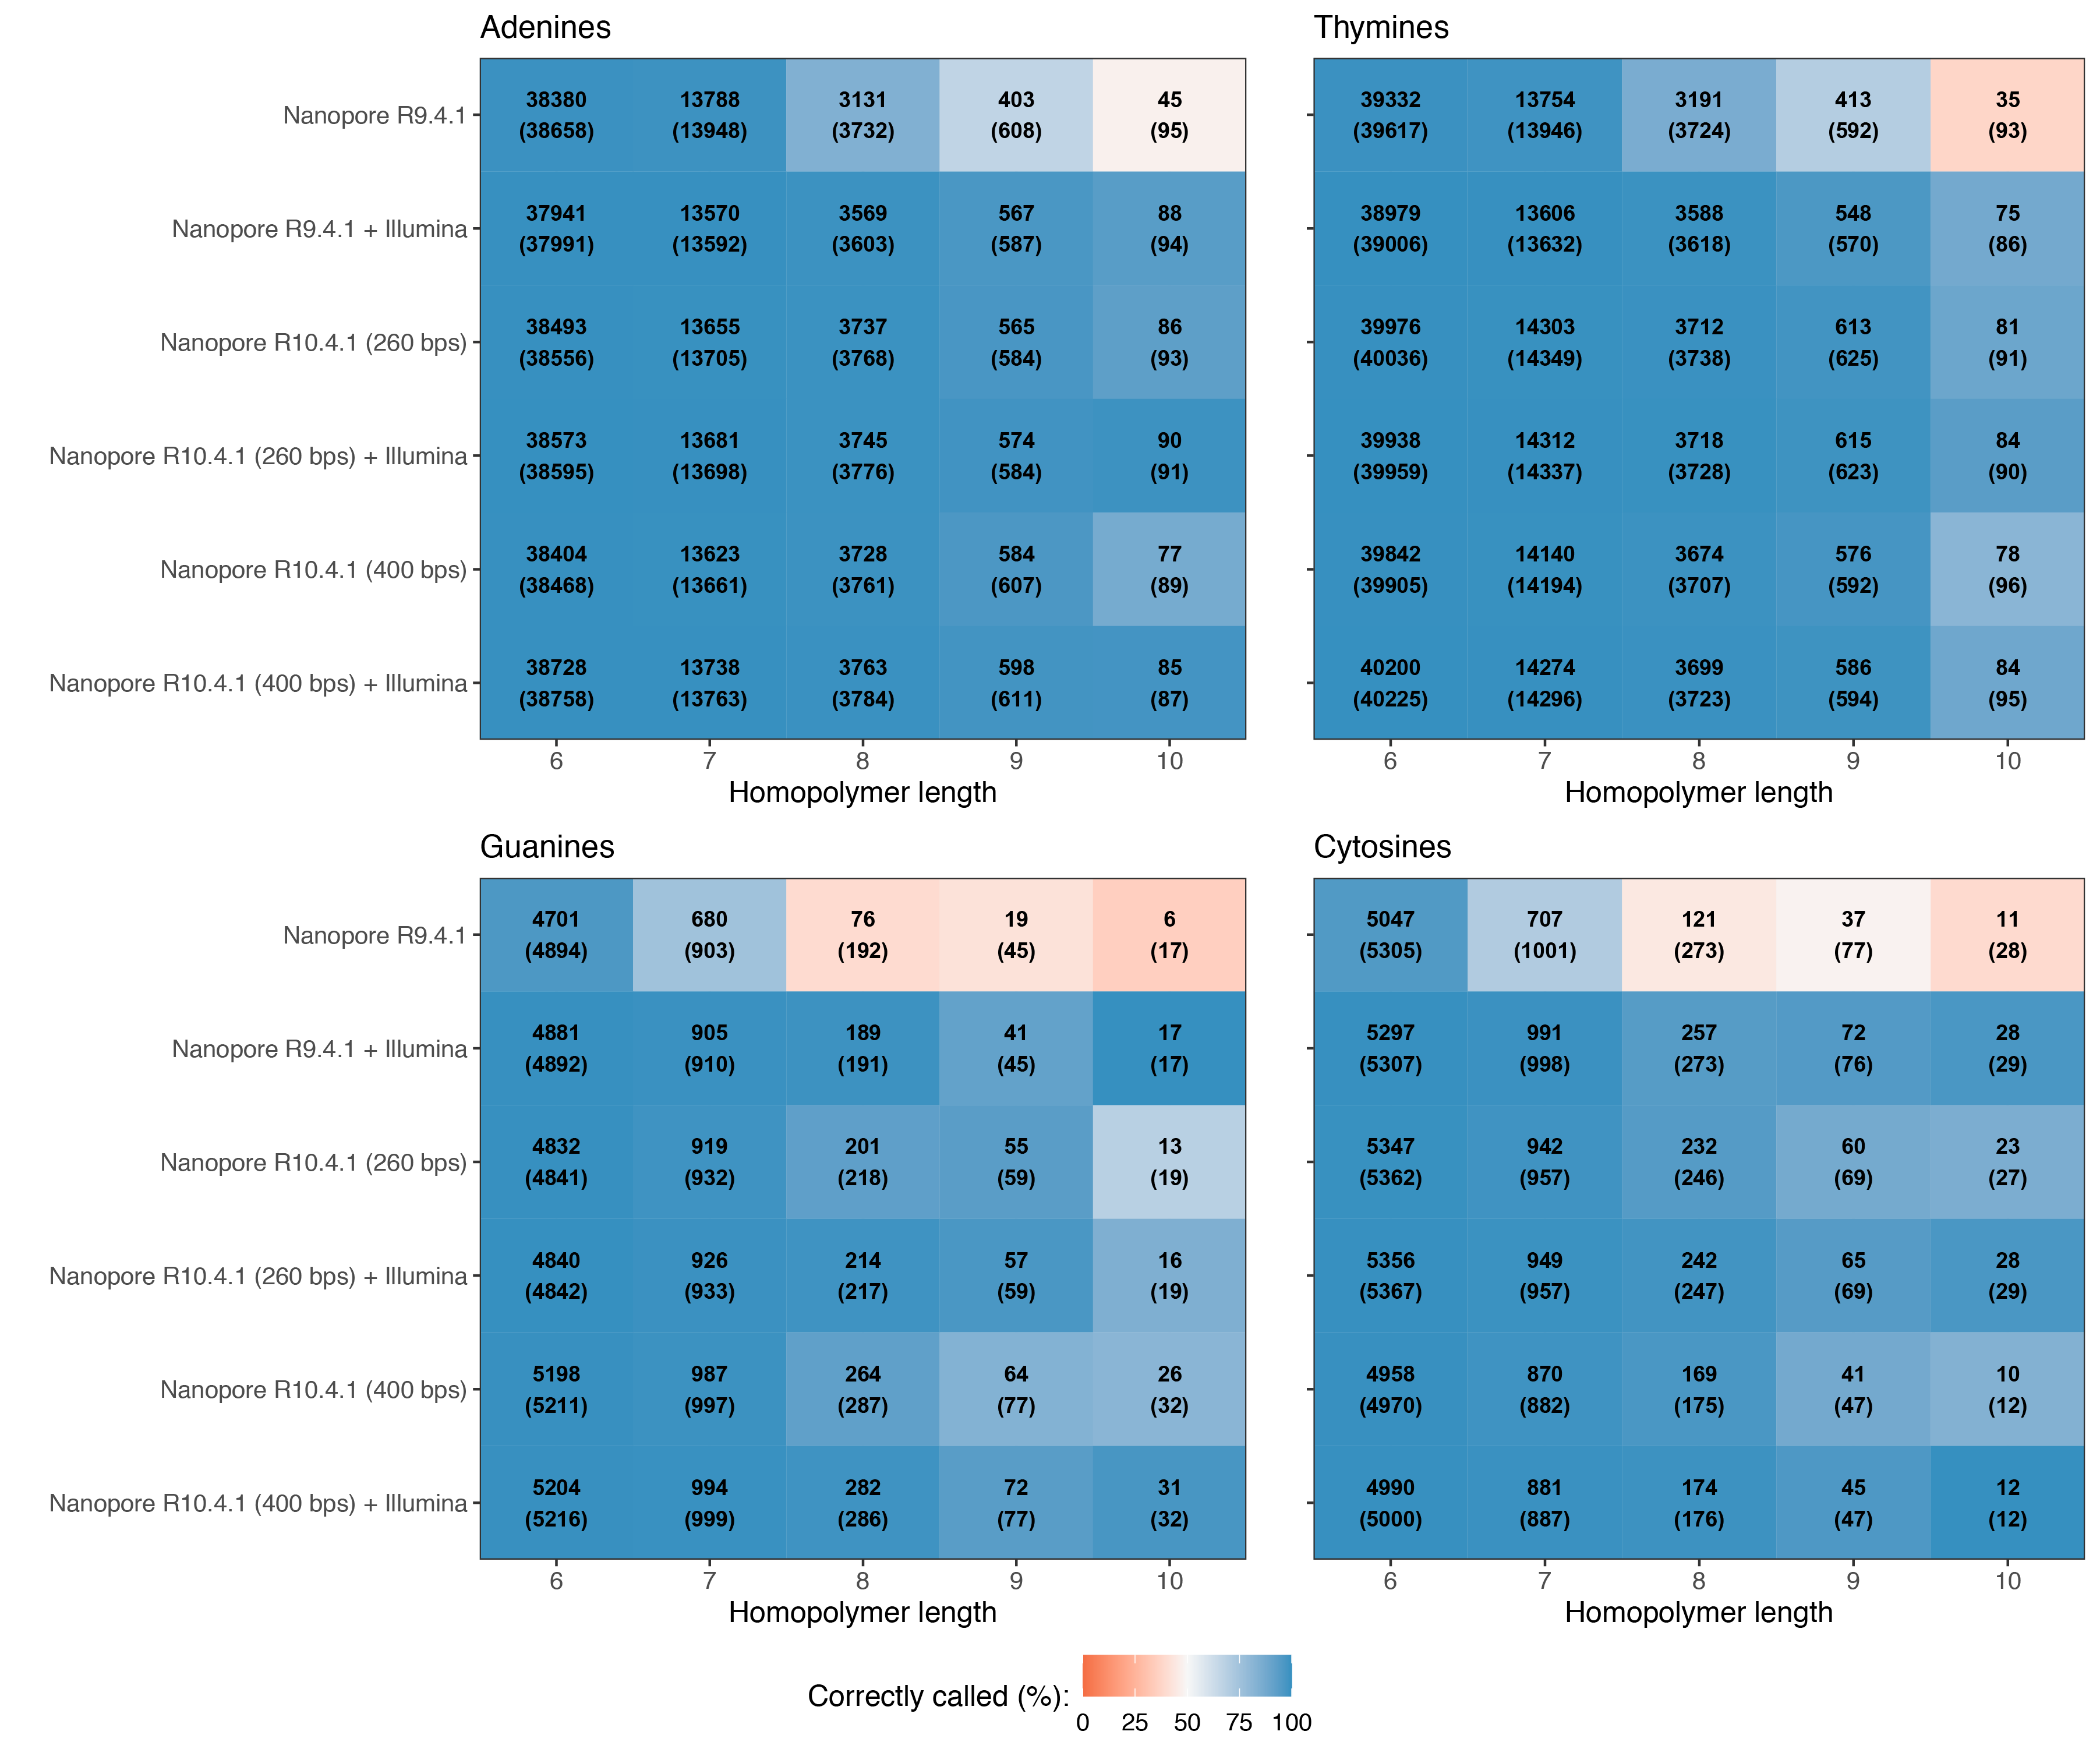 Adenines
Thymines
Nanopore R9.4.1
38380 13788 3131 403 45
(38658) (13948) (3732) (608) (95)
39332 13754 3191 413 35
(39617) (13946) (3724) (592) (93)
Nanopore R9.4.1 + Illumina
37941 13570 3569 567 88
(37991) (13592) (3603) (587) (94)
38979 13606 3588 548 75
(39006) (13632) (3618) (570) (86)
Nanopore R10.4.1 (260 bps)
38493 13655 3737 565 86
(38556) (13705) (3768) (584) (93)
39976 14303 3712 613 81
(40036) (14349) (3738) (625) (91)
Nanopore R10.4.1 (260 bps) + Illumina
38573 13681 3745 574 90
(38595) (13698) (3776) (584) (91)
39938 14312 3718 615 84
(39959) (14337) (3728) (623) (90)
Nanopore R10.4.1 (400 bps)
38404 13623 3728 584 77
(38468) (13661) (3761) (607) (89)
39842 14140 3674 576 78
(39905) (14194) (3707) (592) (96)
Nanopore R10.4.1 (400 bps) + Illumina
38728 13738 3763 598 85
(38758) (13763) (3784) (611) (87)
40200 14274 3699 586 84
(40225) (14296) (3723) (594) (95)
6 7 8 9 10
6 7 8 9 10
Homopolymer length
Homopolymer length
Guanines
Cytosines
Nanopore R9.4.1
4701 680 76 19 6
(4894) (903) (192) (45) (17)
5047 707 121 37 11
(5305) (1001) (273) (77) (28)
Nanopore R9.4.1 + Illumina
4881 905 189 41 17
(4892) (910) (191) (45) (17)
5297 991 257 72 28
(5307) (998) (273) (76) (29)
Nanopore R10.4.1 (260 bps)
4832 919 201 55 13
(4841) (932) (218) (59) (19)
5347 942 232 60 23
(5362) (957) (246) (69) (27)
Nanopore R10.4.1 (260 bps) + Illumina
4840 926 214 57 16
(4842) (933) (217) (59) (19)
5356 949 242 65 28
(5367) (957) (247) (69) (29)
Nanopore R10.4.1 (400 bps)
5198 987 264 64 26
(5211) (997) (287) (77) (32)
4958 870 169 41 10
(4970) (882) (175) (47) (12)
Nanopore R10.4.1 (400 bps) + Illumina
5204 994 282 72 31
(5216) (999) (286) (77) (32)
4990 881 174 45 12
(5000) (887) (176) (47) (12)
6 7 8 9 10
6 7 8 9 10
Homopolymer length
Homopolymer length
Correctly called (%):
0 25 50 75 100